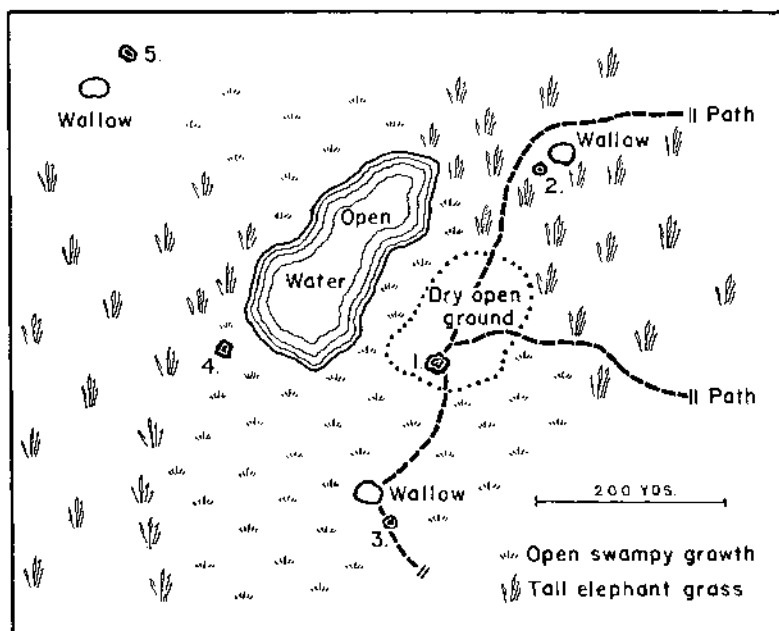 5.
Wallow
Path
Wallow
2.
Open
Water
Dry open
ground
1.
4.
Path
Wallow
3.
200 YDS.
Open swampy growth
Tall elephant grass